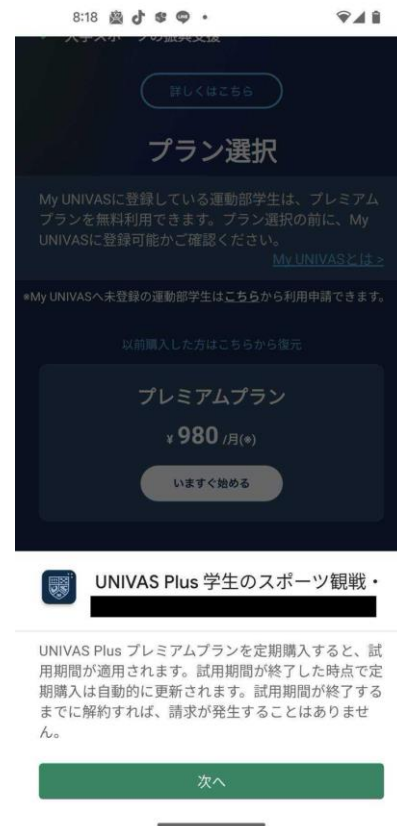 8:18
大学スポーツの振興支援
詳しくはこちら
プラン選択
My UNIVASに登録している運動部学生は、プレミアム
プランを無料利用できます。プラン選択の前に、My
UNIVASに登録可能かご確認ください。
My UNIVASとは >
※My UNIVASへ未登録の運動部学生はこちらから利用申請できます。
以前購入した方はこちらから復元
プレミアムプラン
¥ 980 /月(※)
いますぐ始める
UNIVAS Plus 学生のスポーツ観戦・
UNIVAS Plus プレミアムプランを定期購入すると、試
用期間が適用されます。試用期間が終了した時点で定
期購入は自動的に更新されます。試用期間が終了する
までに解約すれば、請求が発生することはありませ
ん。
次へ